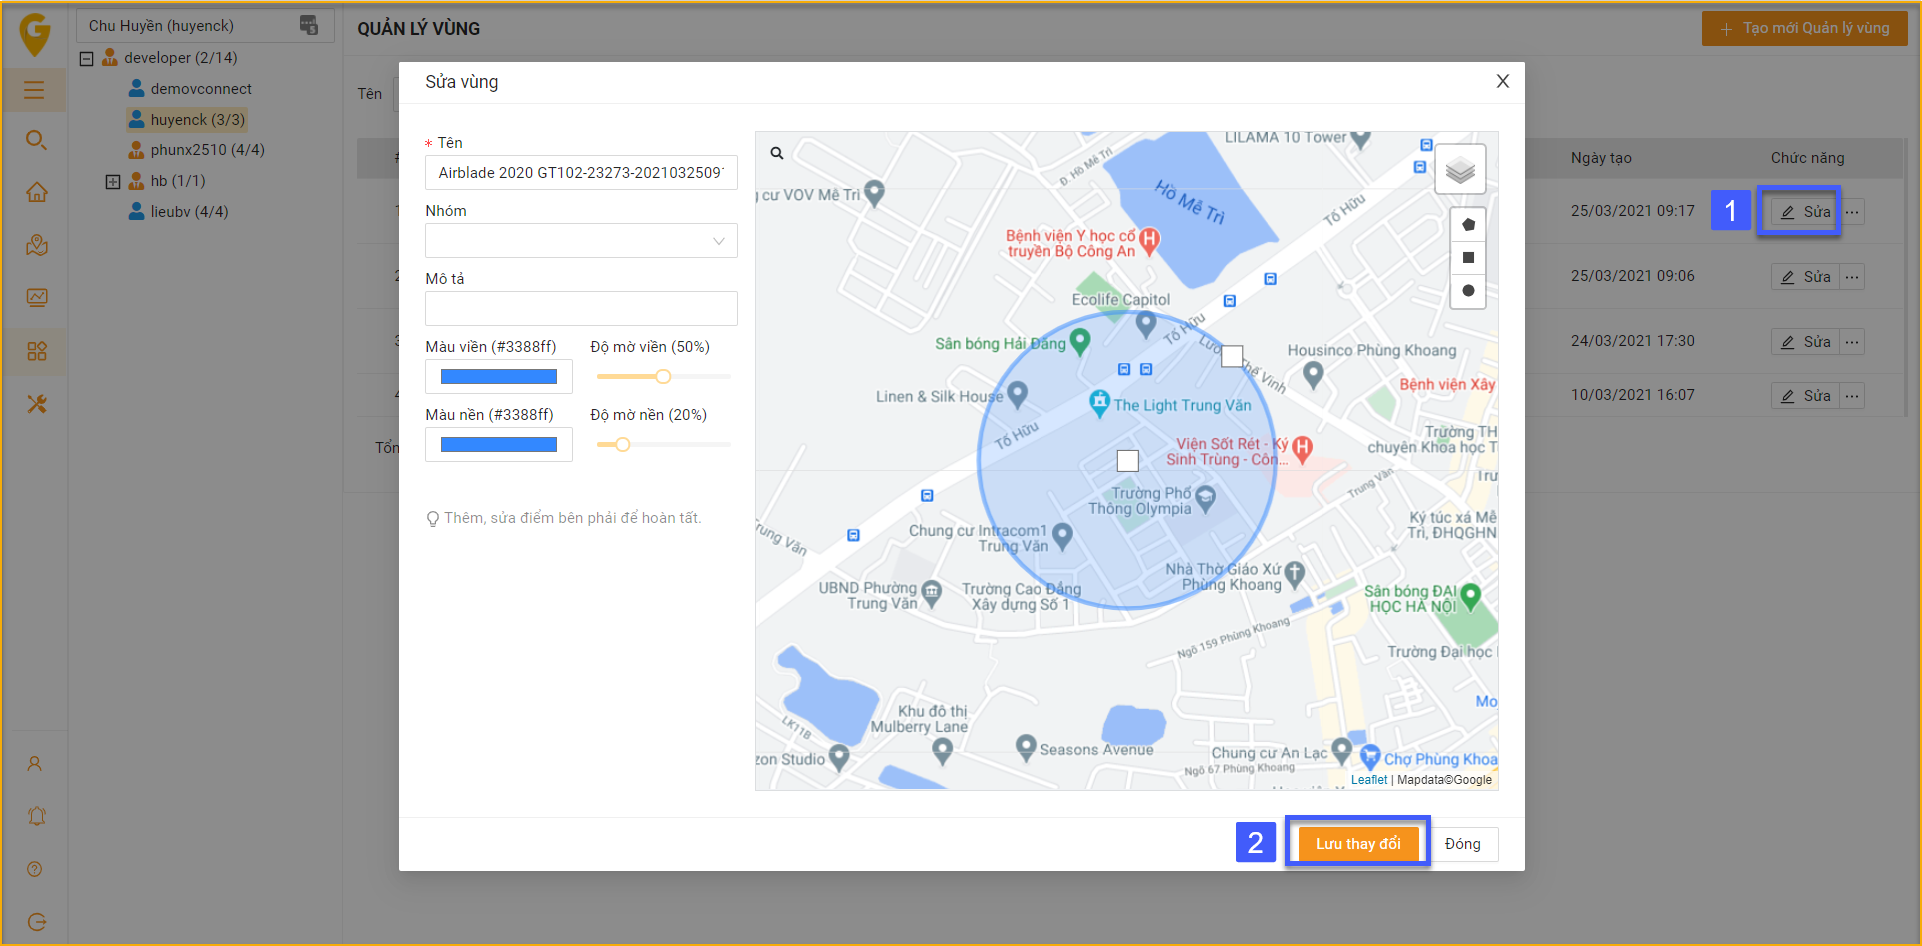 Chu Huyền (huyenck)
developer (2/14)
demovconnect
huyenck (3/3)
phunx2510 (4/4)
hb (1/1)
lieubv (4/4)
QUẢN LÝ VÙNG
Tạo mới Quản lý vùng
Tên
Ngày tạo
Chức năng
25/03/2021 09:17
1
Sửa
25/03/2021 09:06
Sửa
24/03/2021 17:30
Sửa
10/03/2021 16:07
Sửa
Sửa vùng
* Tên
Airblade 2020 GT102-23273-202103250917
Nhóm
Mô tả
Màu viền (#3388ff)
Độ mờ viền (50%)
Màu nền (#3388ff)
Độ mờ nền (20%)
Thêm, sửa điểm bên phải để hoàn tất.
LILAMA 10 Tower
Đ. Hồ Mễ Trì
cư VOV Mễ Trì
Hồ Mễ Trì
Tố Hữu
Bệnh viện Y học cổ
truyền Bộ Công An
Ecolife Capitol
Tố Hữu
Sân bóng Hải Đăng
Housinco Phùng Khoang
Linen & Silk House
Bệnh viện Xây
The Light Trung Văn
Tố Hữu
Viện Sốt Rét - Ký
Sinh Trùng - Côn...
Trường TH
chuyên Khoa học T
Trung Văn
Trường Phổ
Thông Olympia
Chung cư Intracom1
Trung Văn
Trung Văn
Ký túc xá Mễ
Trì, ĐHQGHN
Nhà Thờ Giáo Xứ
Phùng Khoang
UBND Phường
Trung Văn
Trường Cao Đẳng
Xây dựng Số 1
Sân bóng ĐẠI
HỌC HÀ NỘI
Ngõ 159 Phùng Khoang
Trường Đại học
LK11B
Khu đô thị
Mulberry Lane
Seasons Avenue
zon Studio
Chung cư An Lạc
Ngõ 67 Phùng Khoang
Chợ Phùng Khoa
Leaflet | Mapdata©Google
2
Lưu thay đổi
Đóng